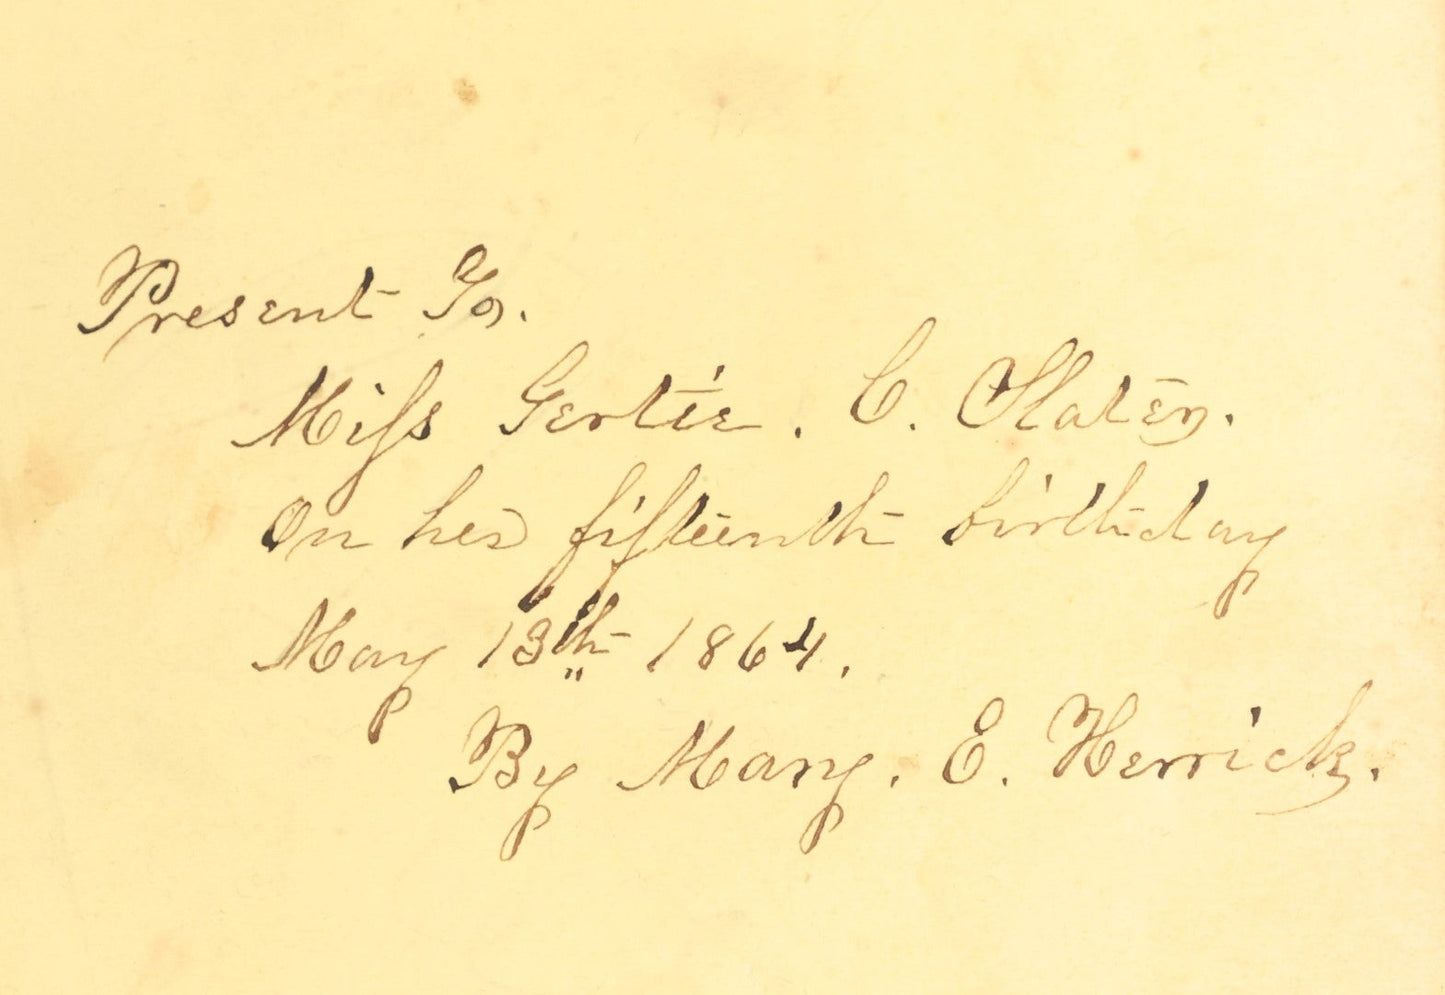 Present To.
Miss Gertie. C. Slater.
On her fifteenth birthday
May 13th 1864.
By Mary. E. Herrick.